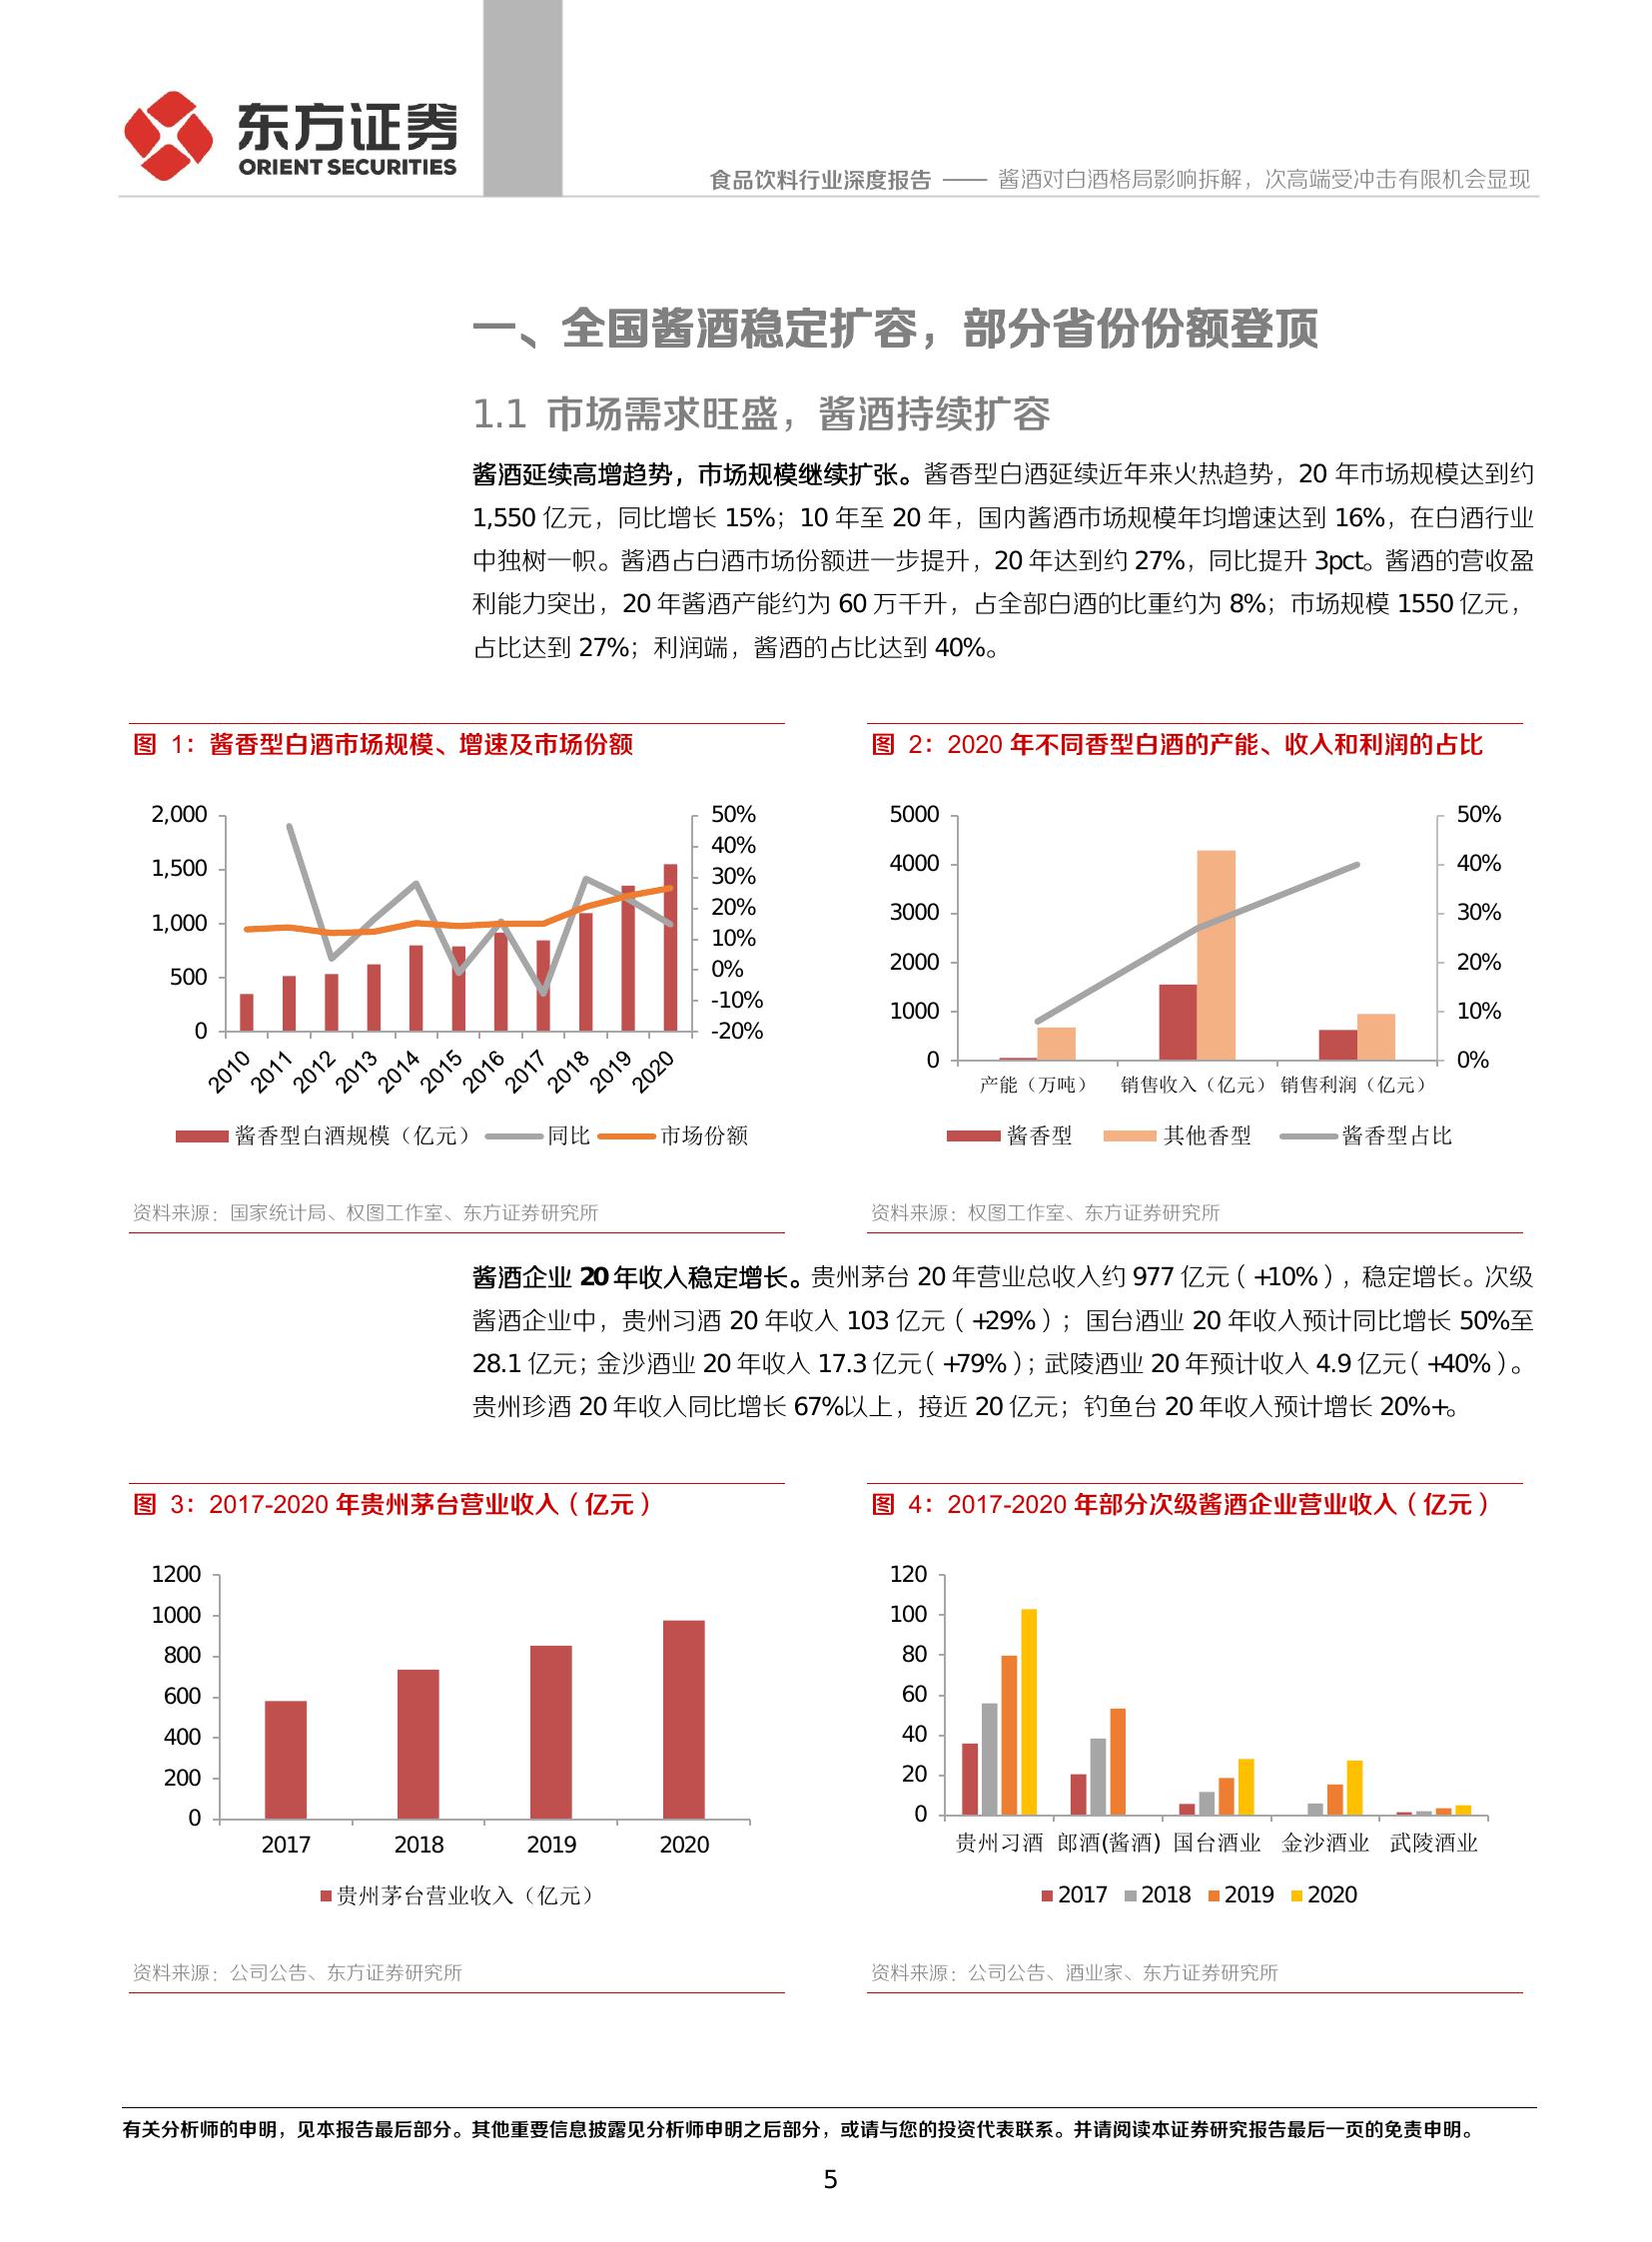 东方证券
ORIENT SECURITIES
食品饮料行业深度报告 —— 酱酒对白酒格局影响拆解，次高端受冲击有限机会显现
一、全国酱酒稳定扩容，部分省份份额登顶
1.1 市场需求旺盛，酱酒持续扩容
酱酒延续高增趋势，市场规模继续扩张。酱香型白酒延续近年来火热趋势，20 年市场规模达到约
1,550 亿元，同比增长 15%；10 年至 20 年，国内酱酒市场规模年均增速达到 16%，在白酒行业
中独树一帜。酱酒占白酒市场份额进一步提升，20 年达到约 27%，同比提升 3pct。酱酒的营收盈
利能力突出，20 年酱酒产能约为 60 万千升，占全部白酒的比重约为 8%；市场规模 1550 亿元，
占比达到 27%；利润端，酱酒的占比达到 40%。
图 1：酱香型白酒市场规模、增速及市场份额
2,000
1,500
1,000
500
0
50%
40%
30%
20%
10%
0%
-10%
-20%
2010 2011 2012 2013 2014 2015 2016 2017 2018 2019 2020
酱香型白酒规模（亿元） 同比 市场份额
资料来源：国家统计局、权图工作室、东方证券研究所
图 2：2020 年不同香型白酒的产能、收入和利润的占比
5000
4000
3000
2000
1000
0
50%
40%
30%
20%
10%
0%
产能（万吨） 销售收入（亿元） 销售利润（亿元）
酱香型 其他香型 酱香型占比
资料来源：权图工作室、东方证券研究所
酱酒企业 20 年收入稳定增长。贵州茅台 20 年营业总收入约 977 亿元（+10%），稳定增长。次级
酱酒企业中，贵州习酒 20 年收入 103 亿元（+29%）；国台酒业 20 年收入预计同比增长 50%至
28.1 亿元；金沙酒业 20 年收入 17.3 亿元（+79%）；武陵酒业 20 年预计收入 4.9 亿元（+40%）。
贵州珍酒 20 年收入同比增长 67%以上，接近 20 亿元；钓鱼台 20 年收入预计增长 20%+。
图 3：2017-2020 年贵州茅台营业收入（亿元）
1200
1000
800
600
400
200
0
2017 2018 2019 2020
贵州茅台营业收入（亿元）
资料来源：公司公告、东方证券研究所
图 4：2017-2020 年部分次级酱酒企业营业收入（亿元）
120
100
80
60
40
20
0
贵州习酒 郎酒(酱酒) 国台酒业 金沙酒业 武陵酒业
2017 2018 2019 2020
资料来源：公司公告、酒业家、东方证券研究所
有关分析师的申明，见本报告最后部分。其他重要信息披露见分析师申明之后部分，或请与您的投资代表联系。并请阅读本证券研究报告最后一页的免责申明。
5